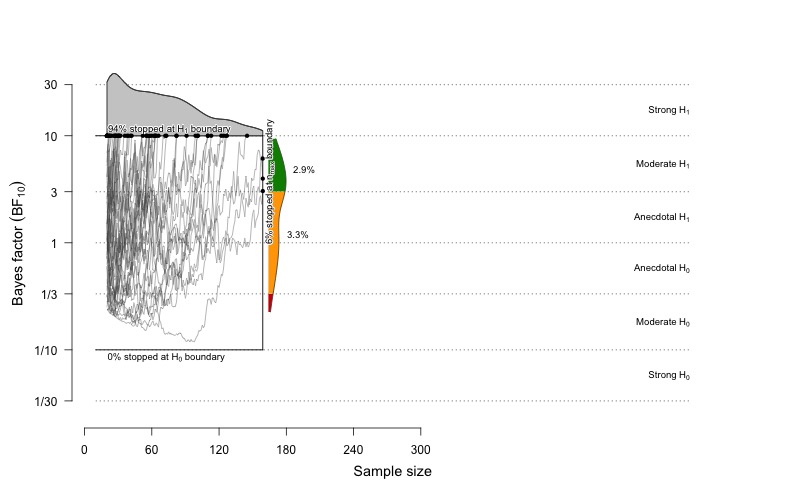 30
10
3
1
1/3
1/10
1/30
Bayes factor (BF₁₀)
94% stopped at H₁ boundary
6% stopped at nₘₐₓ boundary
2.9%
3.3%
0% stopped at H₀ boundary
Strong H₁
Moderate H₁
Anecdotal H₁
Anecdotal H₀
Moderate H₀
Strong H₀
0 60 120 180 240 300
Sample size